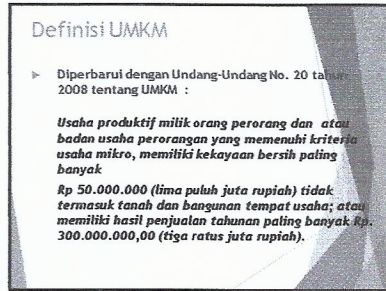 Definisi UMKM
Diperbarui dengan Undang-Undang No. 20 tahun
2008 tentang UMKM :
Usaha produktif milik orang perorang dan atau
badan usaha perorangan yang memenuhi kriteria
usaha mikro, memiliki kekayaan bersih paling
banyak
Rp 50.000.000 (lima puluh juta rupiah) tidak
termasuk tanah dan bangunan tempat usaha; atau
memiliki hasil penjualan tahunan paling banyak Rp.
300.000.000,00 (tiga ratus juta rupiah).